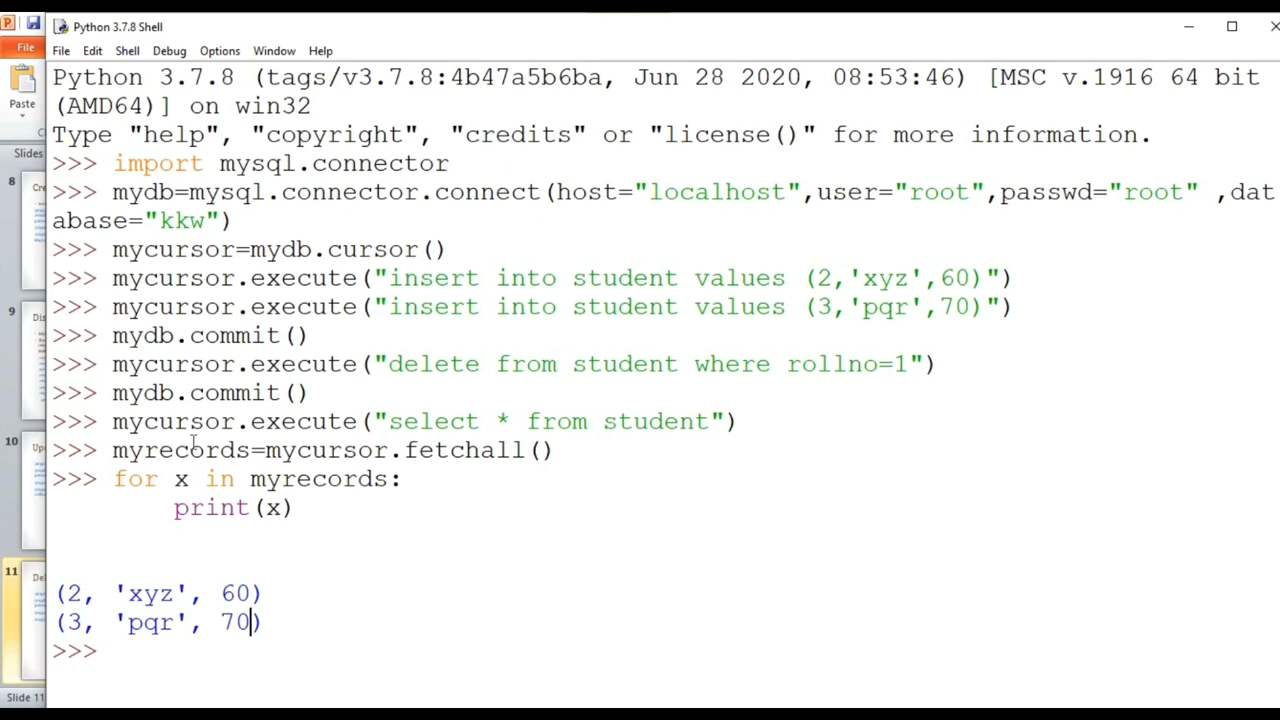 Python 3.7.8 Shell
File
File Edit Shell Debug Options Window Help
Paste
Slides
8
9
10
11
Slide 11
Python 3.7.8 (tags/v3.7.8:4b47a5b6ba, Jun 28 2020, 08:53:46) [MSC v.1916 64 bit
(AMD64)] on win32
Type "help", "copyright", "credits" or "license()" for more information.
>>> import mysql.connector
>>> mydb=mysql.connector.connect(host="localhost",user="root",passwd="root" ,dat
abase="kkw")
>>> mycursor=mydb.cursor()
>>> mycursor.execute("insert into student values (2,'xyz',60)")
>>> mycursor.execute("insert into student values (3,'pqr',70)")
>>> mydb.commit()
>>> mycursor.execute("delete from student where rollno=1")
>>> mydb.commit()
>>> mycursor.execute("select * from student")
>>> myrecords=mycursor.fetchall()
>>> for x in myrecords:
print(x)
(2, 'xyz', 60)
(3, 'pqr', 70)
>>>